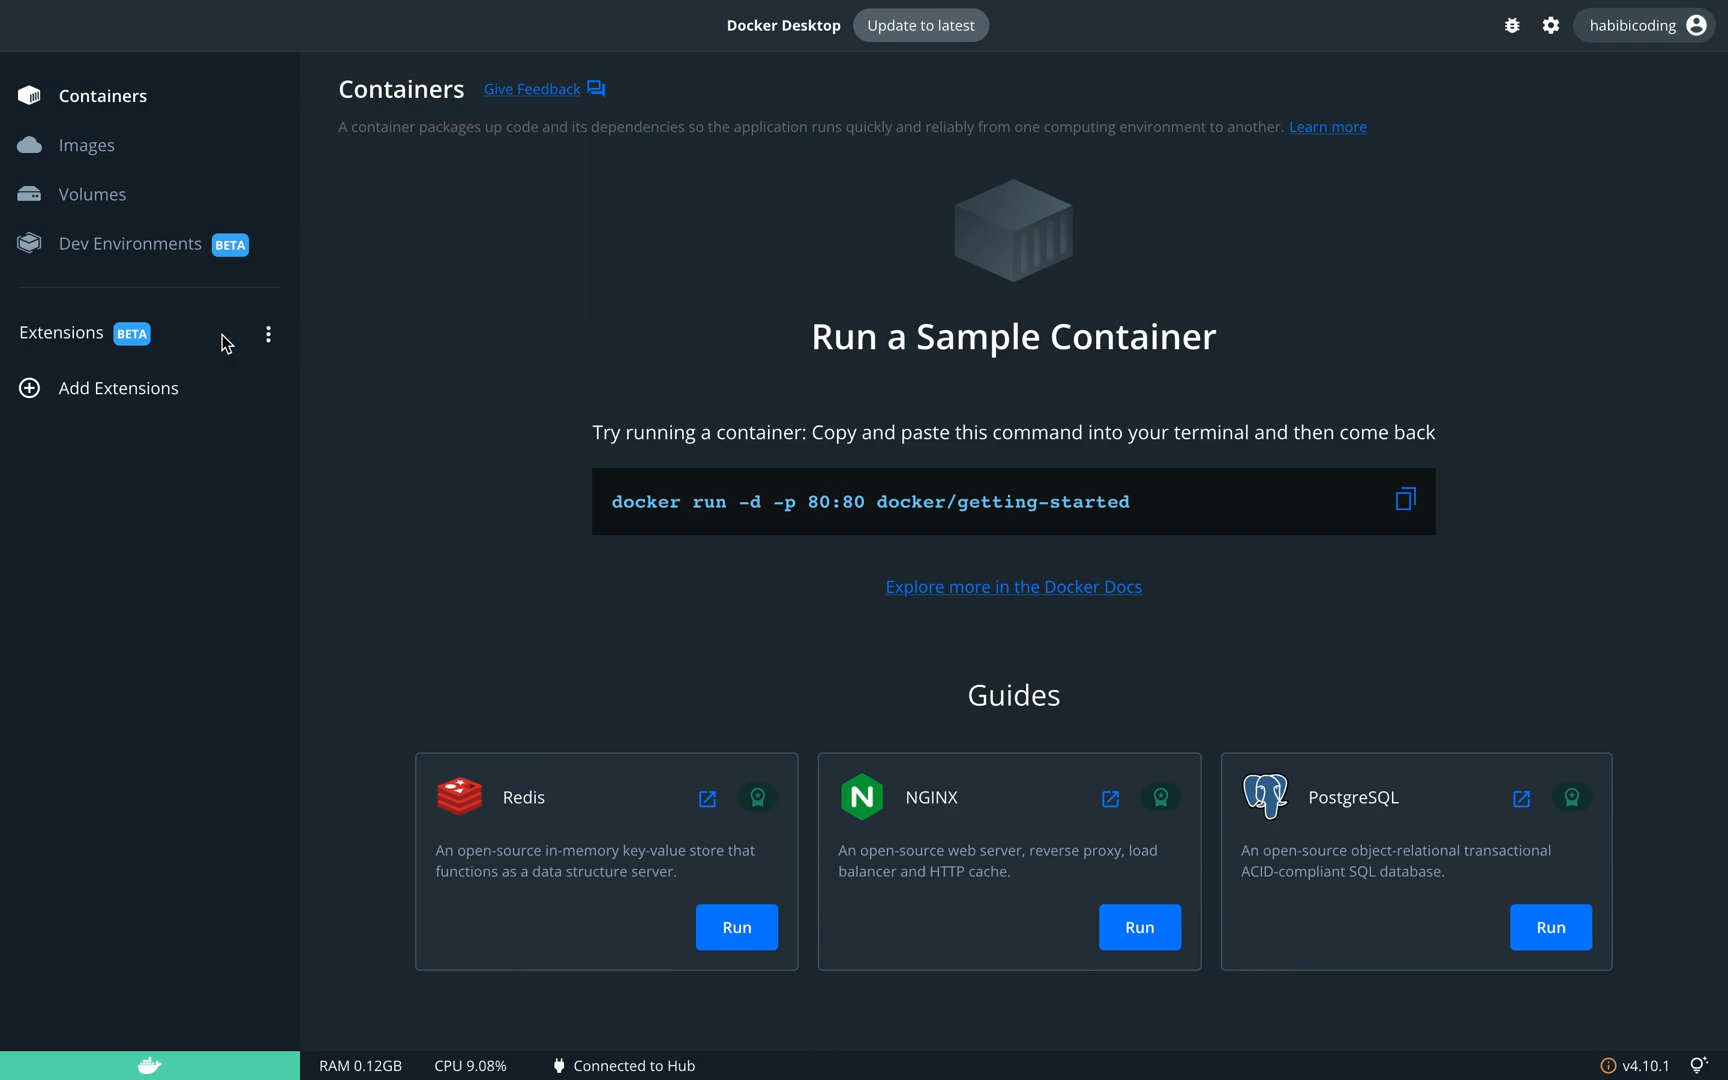 Docker Desktop
Update to latest
habibicoding
Containers
Images
Volumes
Dev Environments BETA
Extensions BETA
Add Extensions
Containers Give Feedback
A container packages up code and its dependencies so the application runs quickly and reliably from one computing environment to another. Learn more
Run a Sample Container
Try running a container: Copy and paste this command into your terminal and then come back
docker run -d -p 80:80 docker/getting-started
Explore more in the Docker Docs
Guides
Redis
An open-source in-memory key-value store that
functions as a data structure server.
Run
NGINX
An open-source web server, reverse proxy, load
balancer and HTTP cache.
Run
PostgreSQL
An open-source object-relational transactional
ACID-compliant SQL database.
Run
RAM 0.12GB CPU 9.08% Connected to Hub
v4.10.1